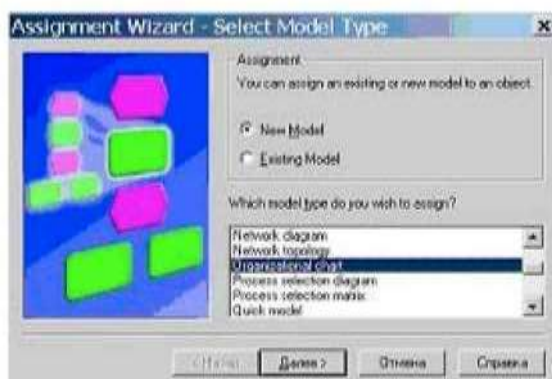 Assignment Wizard - Select Model Type
Assignment
You can assign an existing or new model to an object.
New Model
Existing Model
Which model type do you wish to assign?
Network diagram
Network topology
Organizational chart
Process selection diagram
Process selection matrix
Quick model
< Назад Далее > Отмена Справка